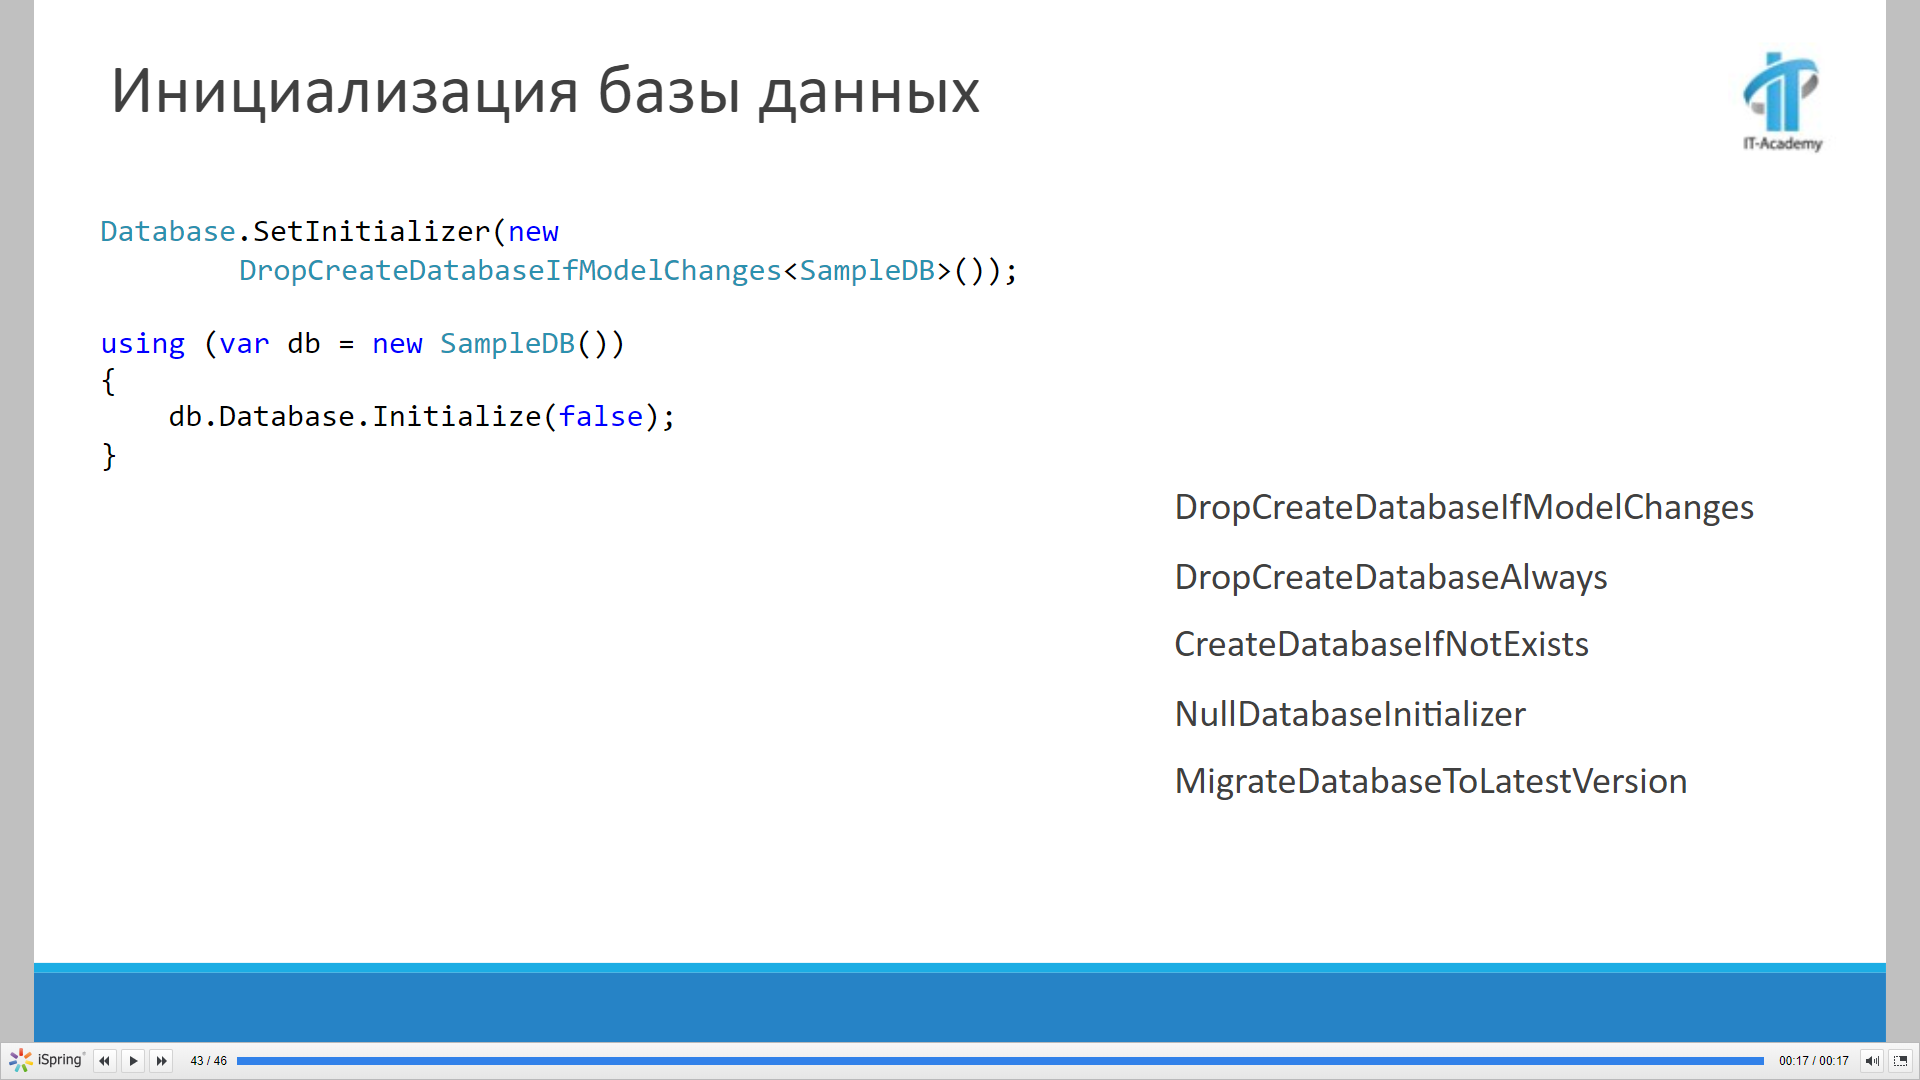 Инициализация базы данных
IT-Academy
Database.SetInitializer(new
DropCreateDatabaseIfModelChanges<SampleDB>());
using (var db = new SampleDB())
{
db.Database.Initialize(false);
}
DropCreateDatabaseIfModelChanges
DropCreateDatabaseAlways
CreateDatabaseIfNotExists
NullDatabaseInitializer
MigrateDatabaseToLatestVersion
iSpring 43 / 46 00:17 / 00:17